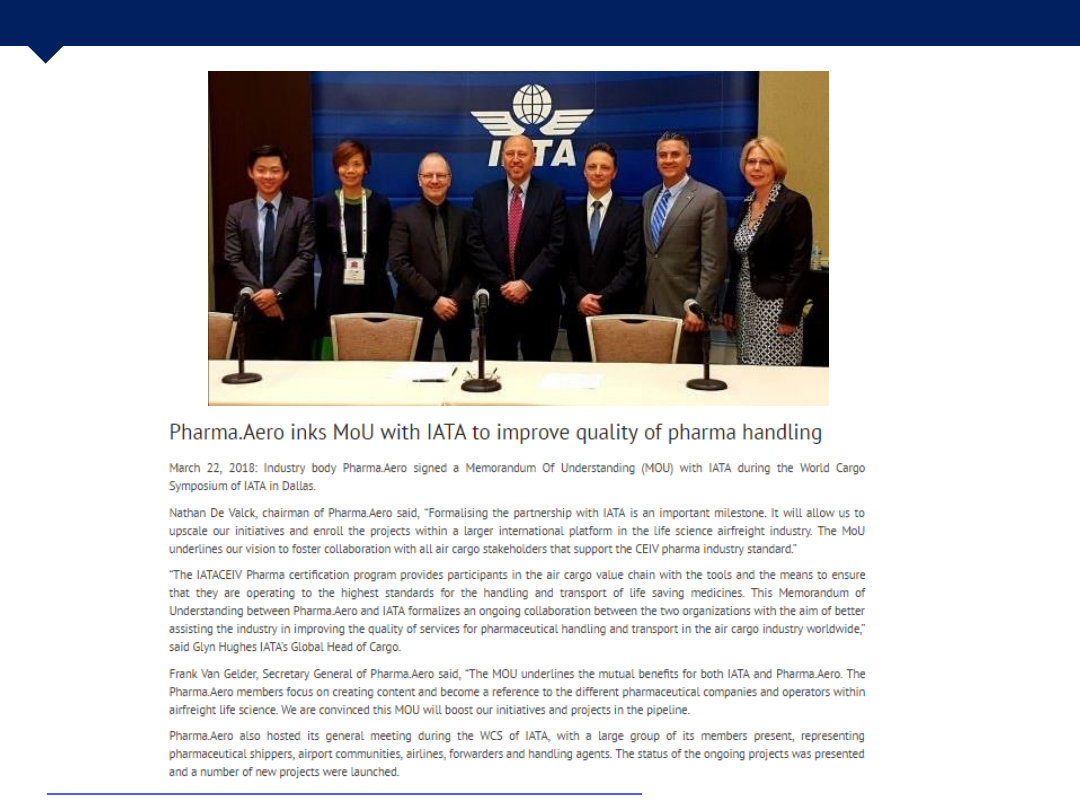 IATA
Pharma.Aero inks MoU with IATA to improve quality of pharma handling
March 22, 2018: Industry body Pharma.Aero signed a Memorandum Of Understanding (MOU) with IATA during the World Cargo
Symposium of IATA in Dallas.
Nathan De Valck, chairman of Pharma.Aero said, "Formalising the partnership with IATA is an important milestone. It will allow us to
upscale our initiatives and enroll the projects within a larger international platform in the life science airfreight industry. The MoU
underlines our vision to foster collaboration with all air cargo stakeholders that support the CEIV pharma industry standard."
"The IATACEIV Pharma certification program provides participants in the air cargo value chain with the tools and the means to ensure
that they are operating to the highest standards for the handling and transport of life saving medicines. This Memorandum of
Understanding between Pharma.Aero and IATA formalizes an ongoing collaboration between the two organizations with the aim of better
assisting the industry in improving the quality of services for pharmaceutical handling and transport in the air cargo industry worldwide,"
said Glyn Hughes IATA's Global Head of Cargo.
Frank Van Gelder, Secretary General of Pharma.Aero said, "The MOU underlines the mutual benefits for both IATA and Pharma.Aero. The
Pharma.Aero members focus on creating content and become a reference to the different pharmaceutical companies and operators within
airfreight life science. We are convinced this MOU will boost our initiatives and projects in the pipeline.
Pharma.Aero also hosted its general meeting during the WCS of IATA, with a large group of its members present, representing
pharmaceutical shippers, airport communities, airlines, forwarders and handling agents. The status of the ongoing projects was presented
and a number of new projects were launched.